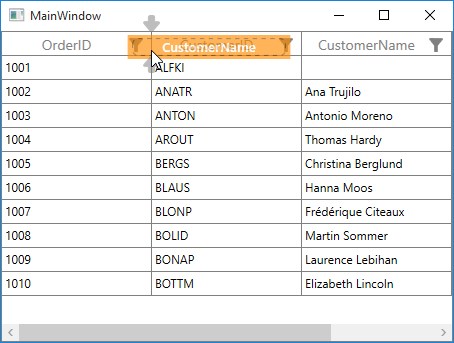 MainWindow
OrderID CustomerName CustomerName
1001 ALFKI
1002 ANATR Ana Trujilo
1003 ANTON Antonio Moreno
1004 AROUT Thomas Hardy
1005 BERGS Christina Berglund
1006 BLAUS Hanna Moos
1007 BLONP Frédérique Citeaux
1008 BOLID Martin Sommer
1009 BONAP Laurence Lebihan
1010 BOTTM Elizabeth Lincoln